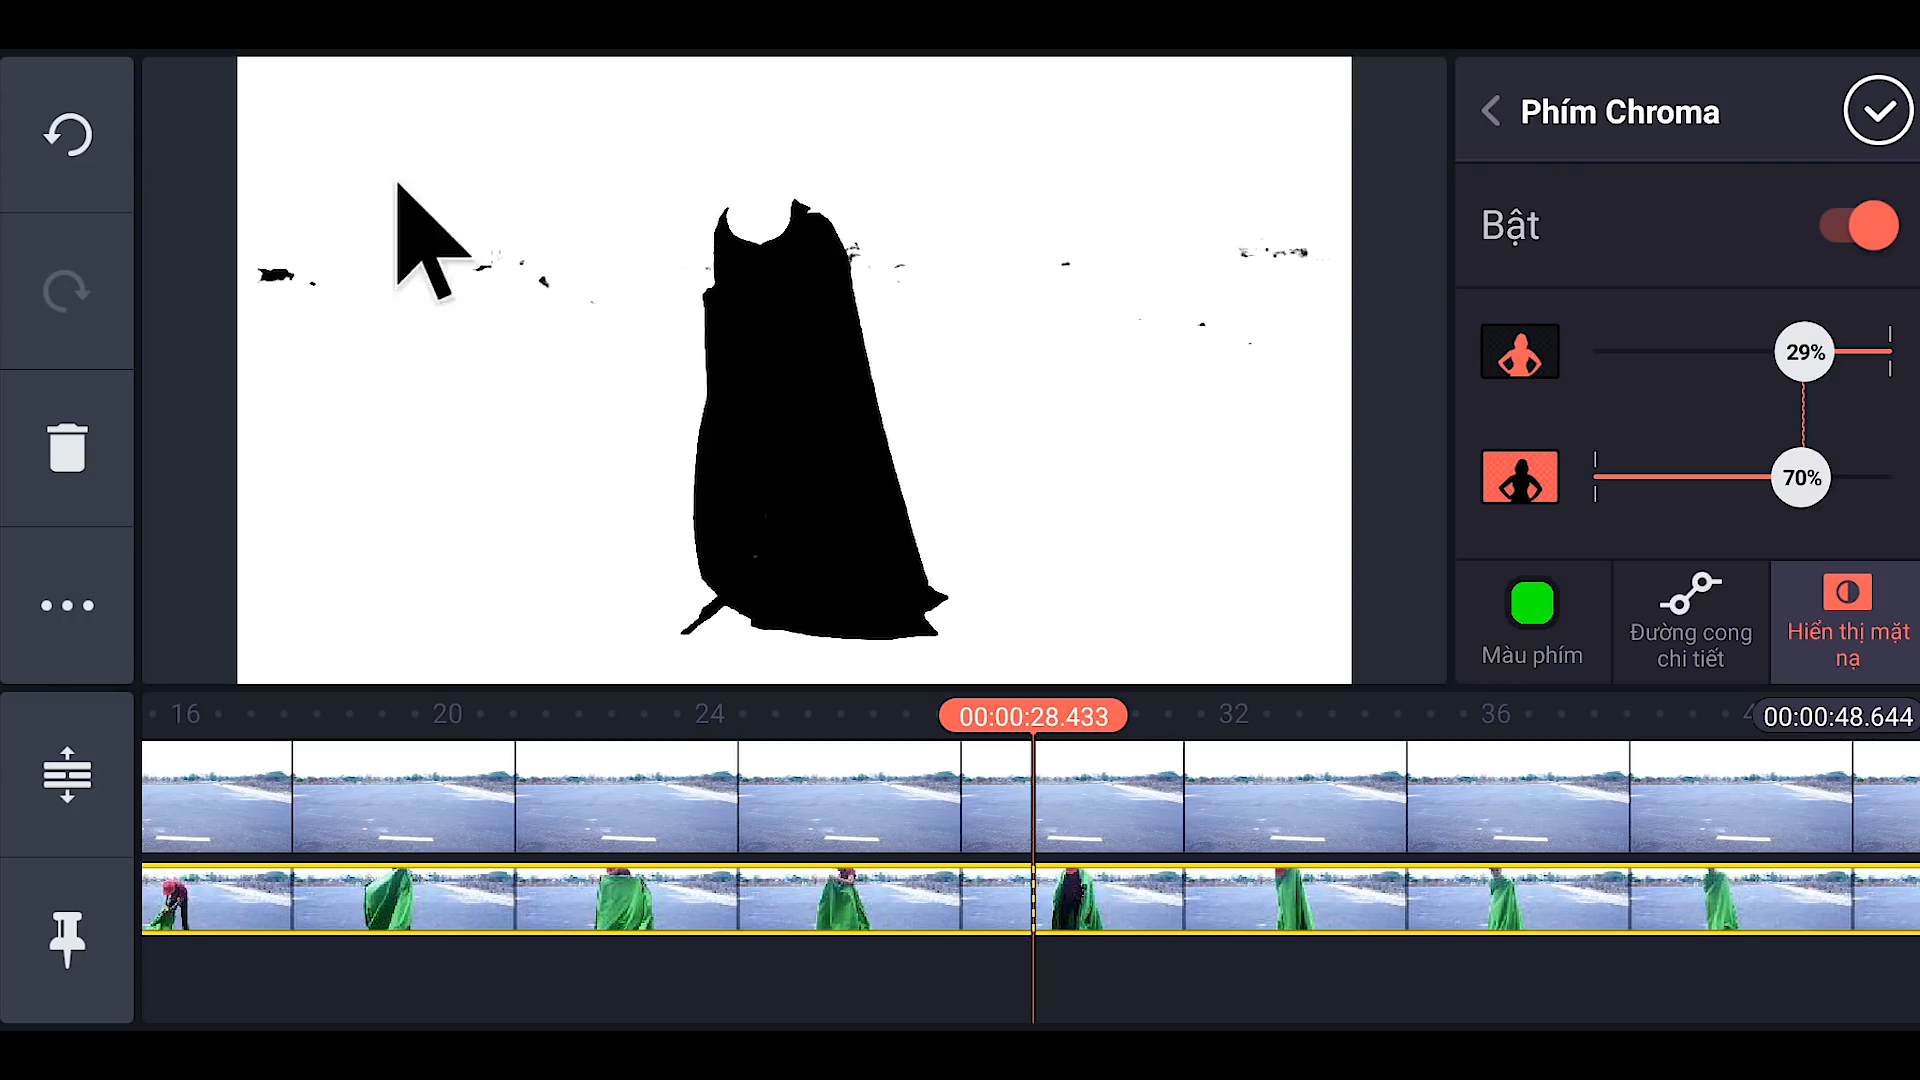 Phím Chroma
Bật
29%
70%
Màu phím
Đường cong
chi tiết
Hiển thị mặt
nạ
16 20 24 00:00:28.433 32 36 00:00:48.644